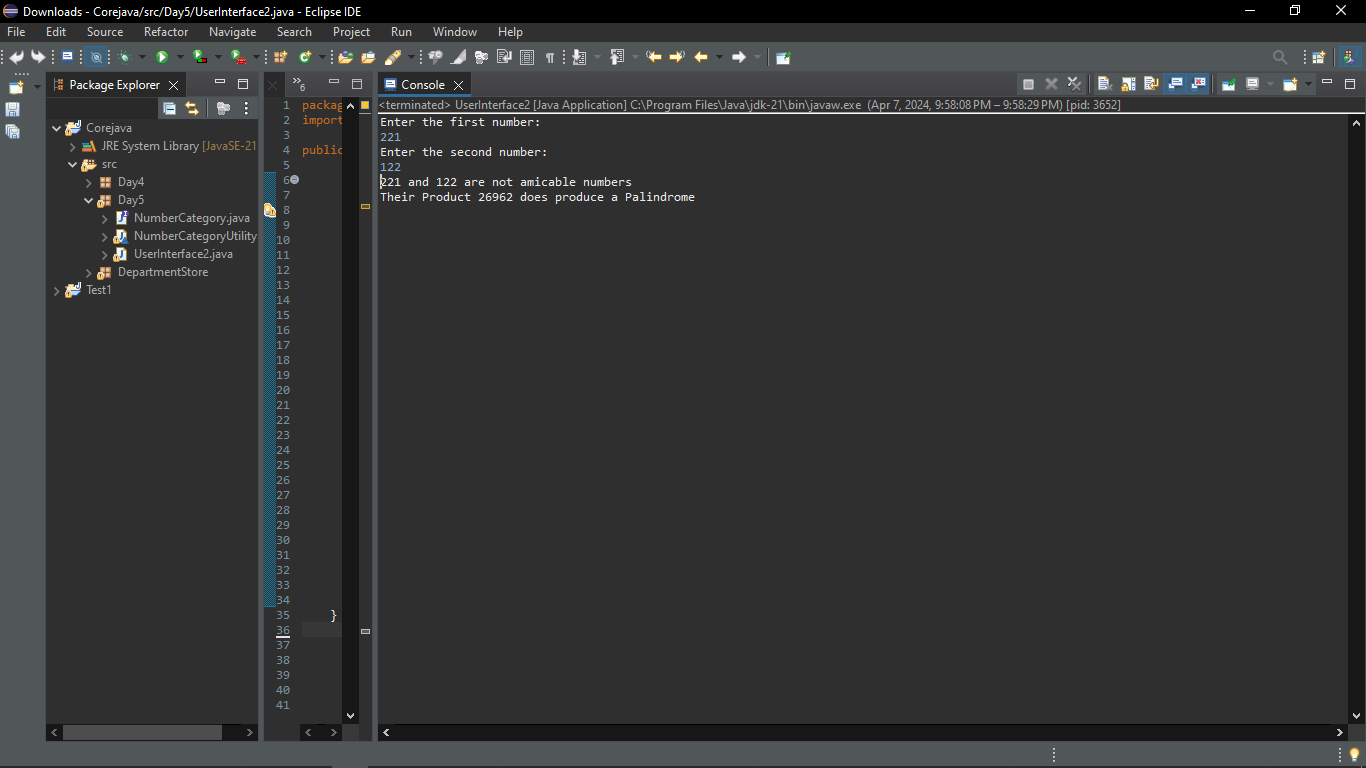 Downloads - Corejava/src/Day5/UserInterface2.java - Eclipse IDE
File Edit Source Refactor Navigate Search Project Run Window Help
Package Explorer
Corejava
JRE System Library [JavaSE-21
src
Day4
Day5
NumberCategory.java
NumberCategoryUtility
UserInterface2.java
DepartmentStore
Test1
»6
1 packag
2 import
3
4 public
5
6
7
8
9
10
11
12
13
14
15
16
17
18
19
20
21
22
23
24
25
26
27
28
29
30
31
32
33
34
35 }
36
37
38
39
40
41
Console
<terminated> UserInterface2 [Java Application] C:\Program Files\Java\jdk-21\bin\javaw.exe (Apr 7, 2024, 9:58:08 PM – 9:58:29 PM) [pid: 3652]
Enter the first number:
221
Enter the second number:
122
221 and 122 are not amicable numbers
Their Product 26962 does produce a Palindrome